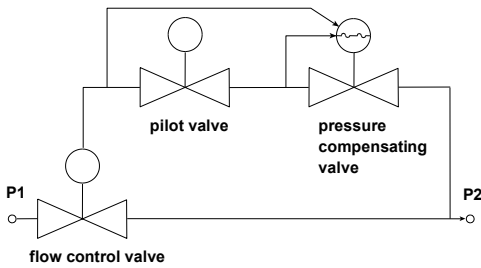 pilot valve
pressure
compensating
valve
P1
P2
flow control valve